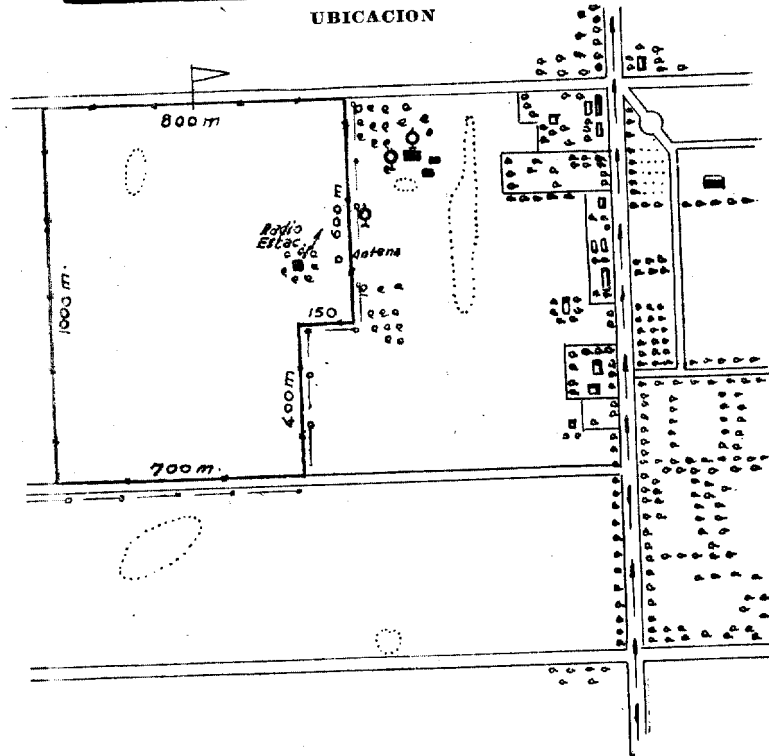 UBICACION
800 m
600 m
Radio
Estac.
Antena
1000 m.
150
400 m
700 m.